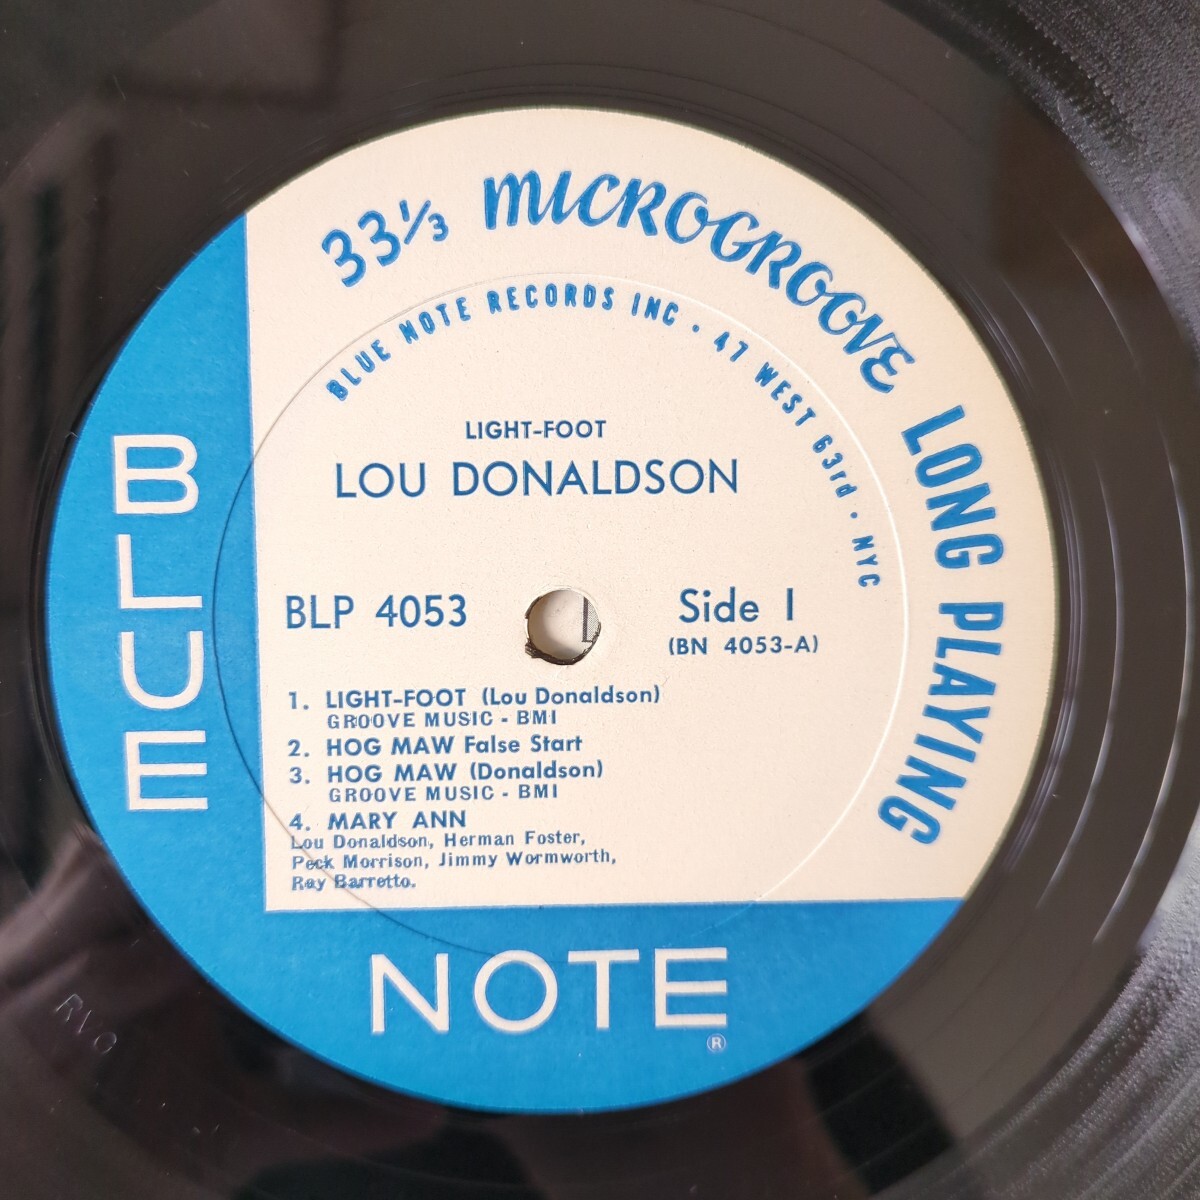 33⅓ MICROGROOVE LONG PLAYING
BLUE NOTE RECORDS INC · 47 WEST 63rd · NYC
LIGHT-FOOT
LOU DONALDSON
BLP 4053
Side 1
(BN 4053-A)
1. LIGHT-FOOT (Lou Donaldson)
GROOVE MUSIC - BMI
2. HOG MAW False Start
3. HOG MAW (Donaldson)
GROOVE MUSIC - BMI
4. MARY ANN
Lou Donaldson, Herman Foster,
Peck Morrison, Jimmy Wormworth,
Ray Barretto.
BLUE
NOTE
®
RVG